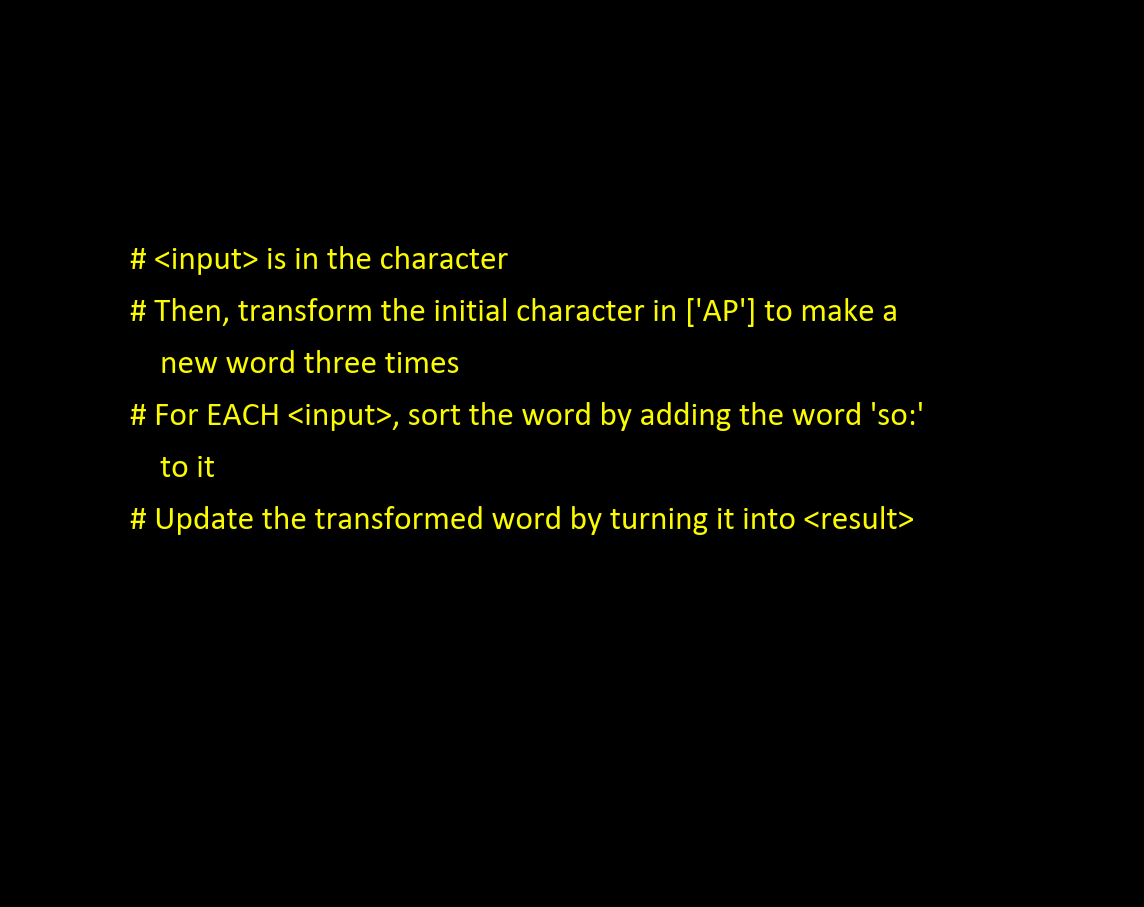 # <input> is in the character
# Then, transform the initial character in ['AP'] to make a
new word three times
# For EACH <input>, sort the word by adding the word 'so:'
to it
# Update the transformed word by turning it into <result>